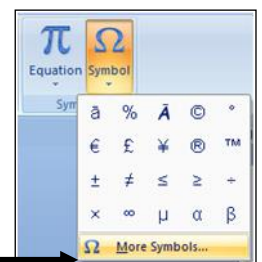 π Ω
Equation Symbol
Sym
ā % Ā © °
€ £ ¥ ® ™
± ≠ ≤ ≥ ÷
× ∞ µ α β
Ω More Symbols...